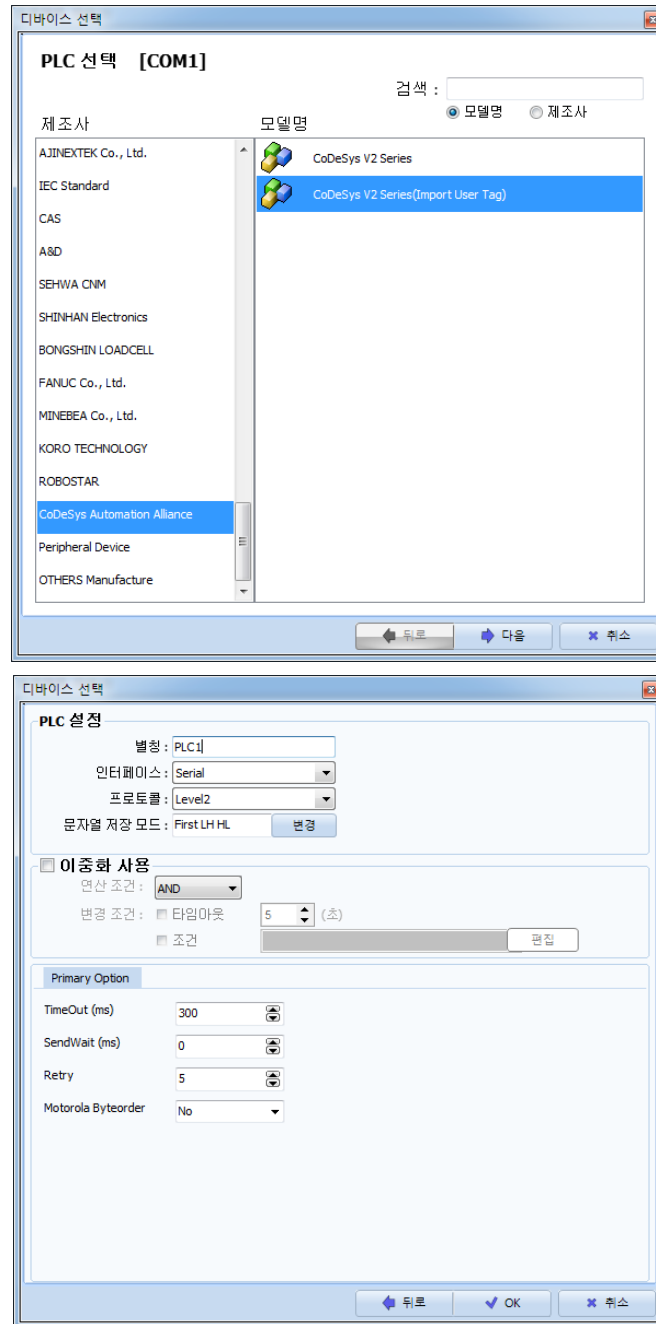 디바이스 선택
PLC 선택 [COM1]
검색 :
모델명 제조사
제조사 모델명
AJINEXTEK Co., Ltd.
IEC Standard
CAS
A&D
SEHWA CNM
SHINHAN Electronics
BONGSHIN LOADCELL
FANUC Co., Ltd.
MINEBEA Co., Ltd.
KORO TECHNOLOGY
ROBOSTAR
CoDeSys Automation Alliance
Peripheral Device
OTHERS Manufacture
CoDeSys V2 Series
CoDeSys V2 Series(Import User Tag)
뒤로 다음 취소
디바이스 선택
PLC 설정
별칭 : PLC1
인터페이스 : Serial
프로토콜 : Level2
문자열 저장 모드 : First LH HL 변경
이중화 사용
연산 조건 : AND
변경 조건 : 타임아웃 5 (초)
조건 편집
Primary Option
TimeOut (ms) 300
SendWait (ms) 0
Retry 5
Motorola Byteorder No
뒤로 OK 취소